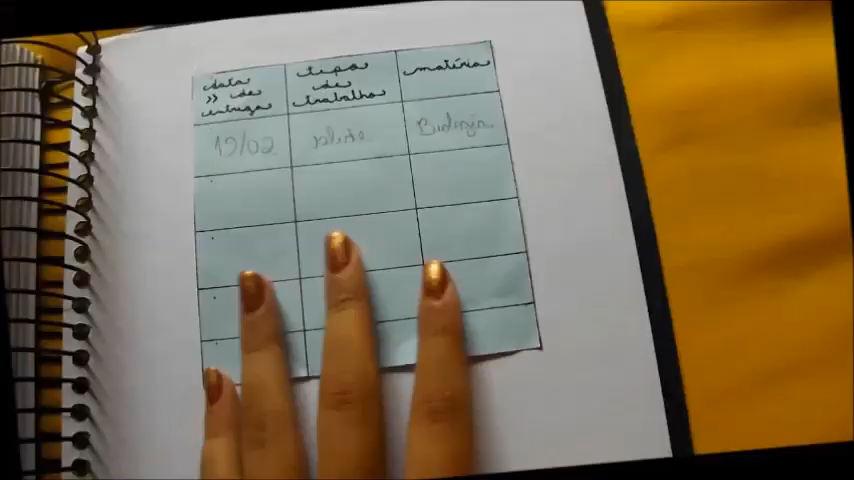 data
» de
entrega
tipo
de
trabalho
matéria
19/02
Biologia